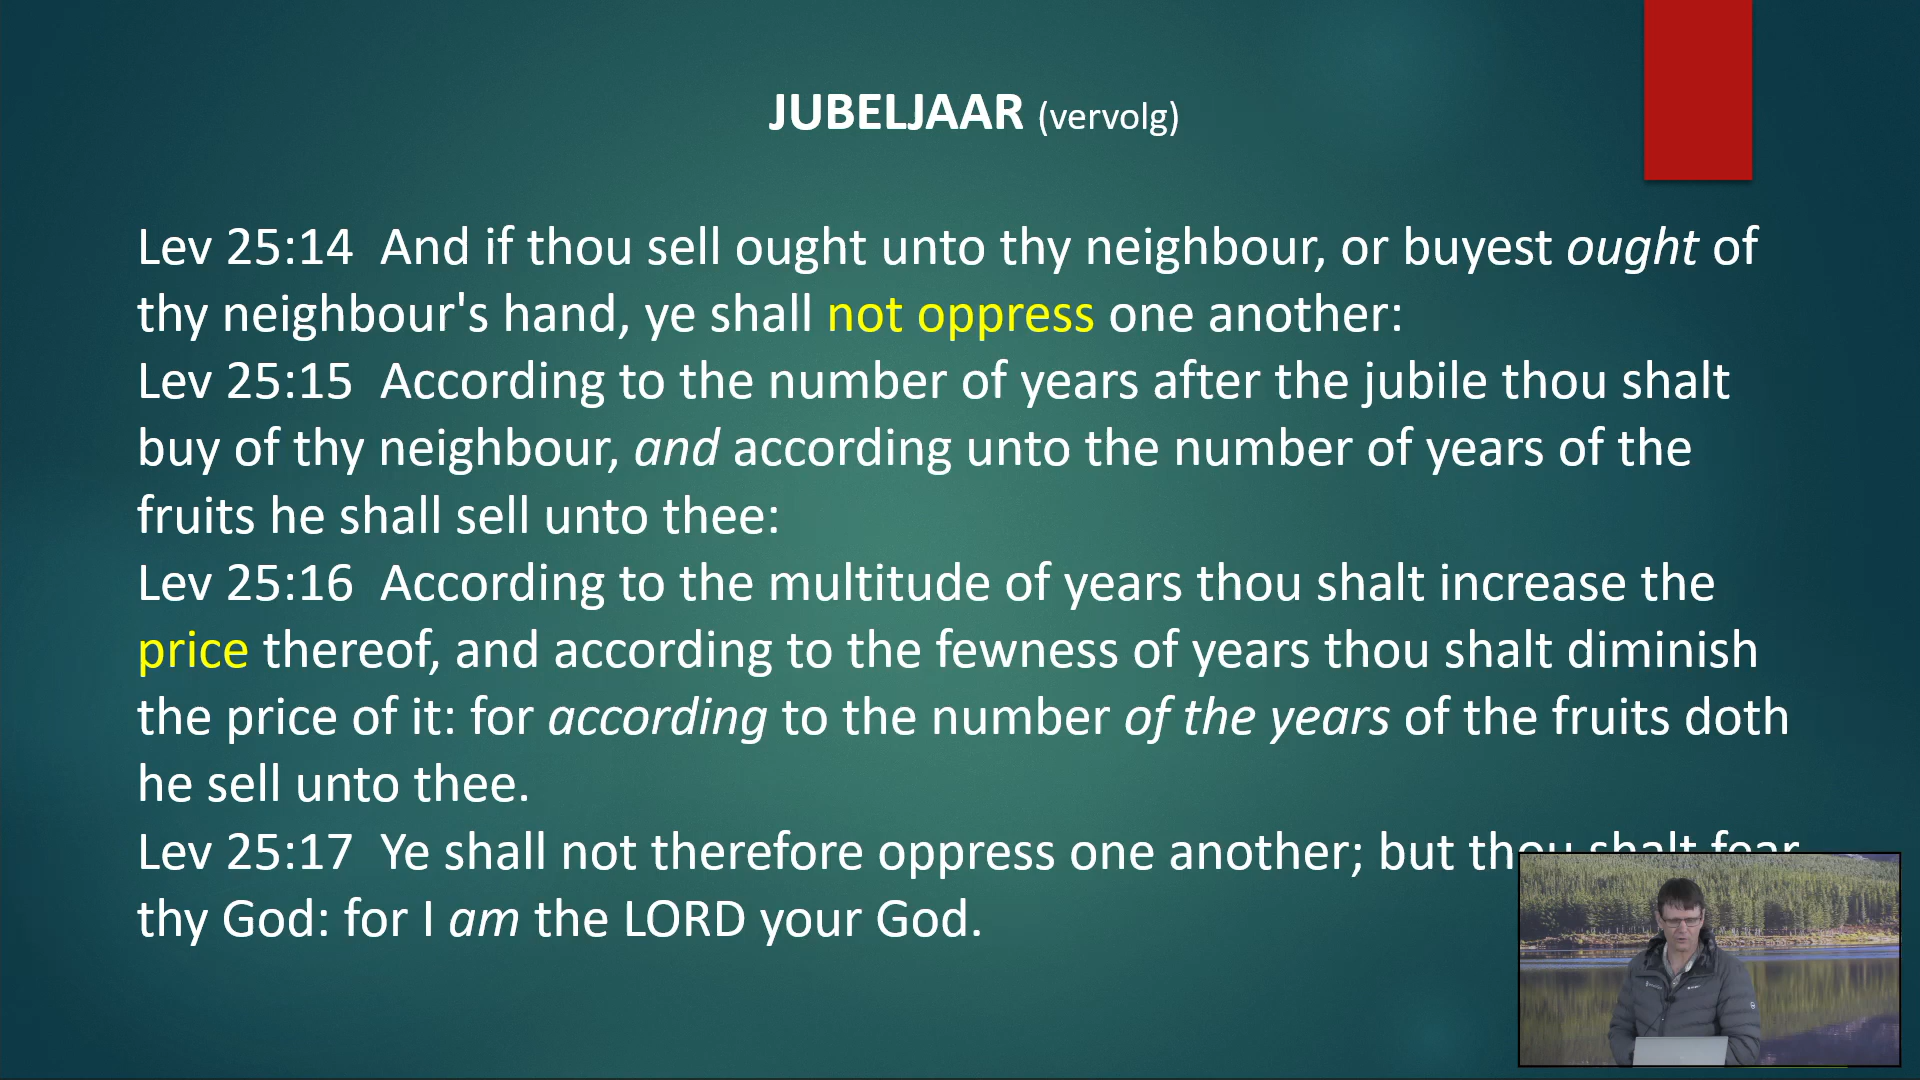 JUBELJAAR (vervolg)
Lev 25:14  And if thou sell ought unto thy neighbour, or buyest ought of
thy neighbour's hand, ye shall not oppress one another:
Lev 25:15  According to the number of years after the jubile thou shalt
buy of thy neighbour, and according unto the number of years of the
fruits he shall sell unto thee:
Lev 25:16  According to the multitude of years thou shalt increase the
price thereof, and according to the fewness of years thou shalt diminish
the price of it: for according to the number of the years of the fruits doth
he sell unto thee.
Lev 25:17  Ye shall not therefore oppress one another; but thou shalt fear
thy God: for I am the LORD your God.